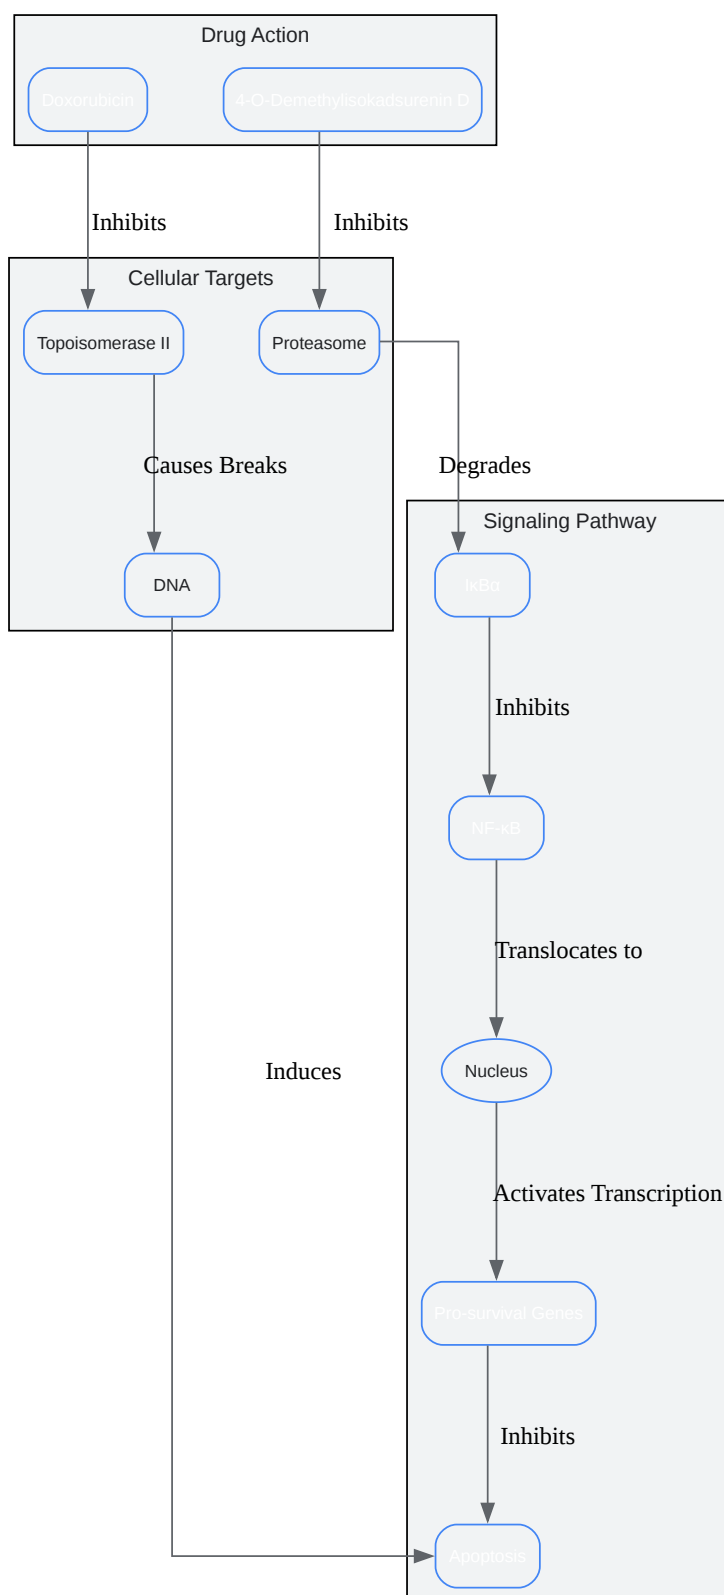 Drug Action
Doxorubicin
4-O-Demethylisokadsurenin D
Inhibits
Inhibits
Cellular Targets
Topoisomerase II
Proteasome
Causes Breaks
Degrades
Signaling Pathway
DNA
IκBα
Inhibits
NF-κB
Translocates to
Induces
Nucleus
Activates Transcription
Pro-survival Genes
Inhibits
Apoptosis